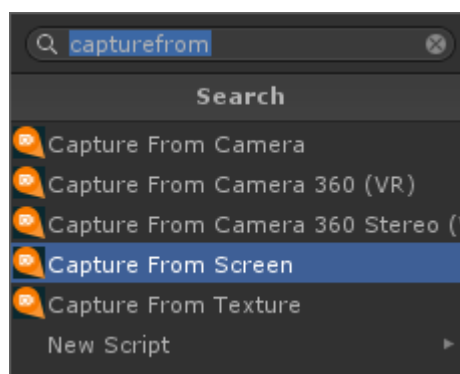 capturefrom
Search
Capture From Camera
Capture From Camera 360 (VR)
Capture From Camera 360 Stereo (
Capture From Screen
Capture From Texture
New Script